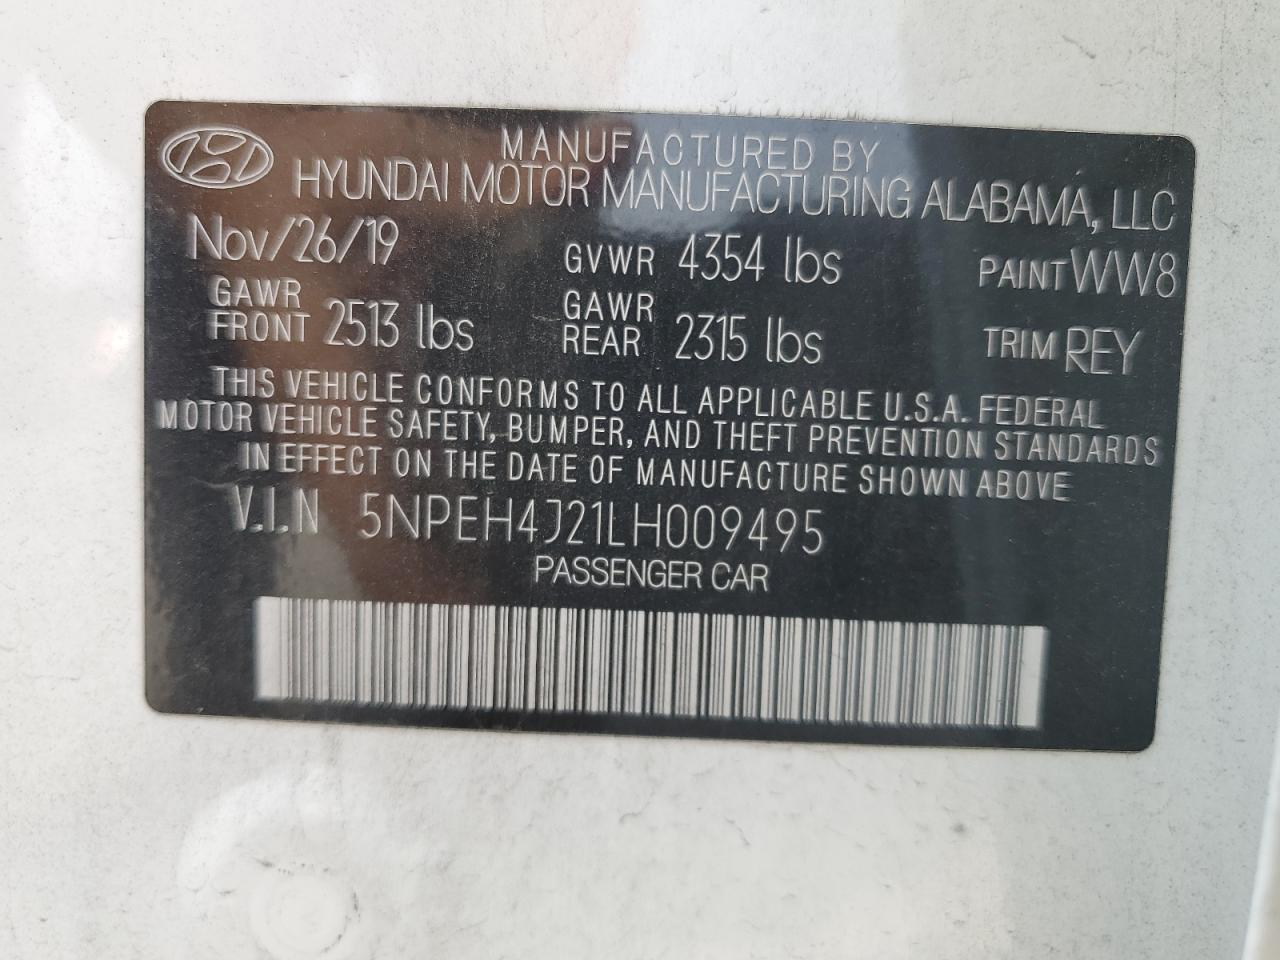 MANUFACTURED BY
HYUNDAI MOTOR MANUFACTURING ALABAMA, LLC
Nov/26/19 GVWR 4354 lbs PAINT WW8
GAWR FRONT 2513 lbs GAWR REAR 2315 lbs TRIM REY
THIS VEHICLE CONFORMS TO ALL APPLICABLE U.S.A. FEDERAL
MOTOR VEHICLE SAFETY, BUMPER, AND THEFT PREVENTION STANDARDS
IN EFFECT ON THE DATE OF MANUFACTURE SHOWN ABOVE
V.I.N 5NPEH4J21LH009495
PASSENGER CAR